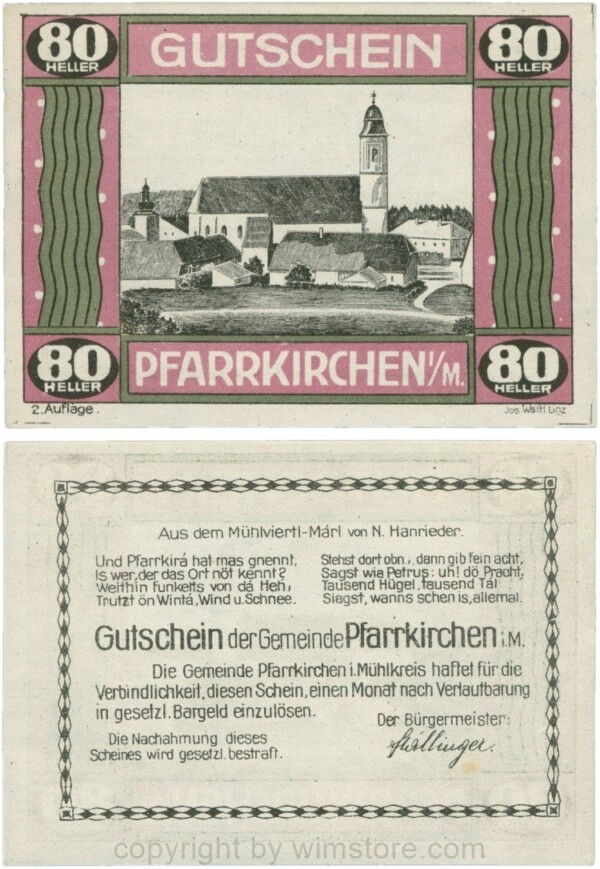 80 HELLER GUTSCHEIN 80 HELLER
80 HELLER PFARRKIRCHEN i/M. 80 HELLER
2. Auflage. Jos. Waltl Linz
Aus dem Mühlviertl-Márl von N. Hanrieder.
Und Pfarrkirá hat mas gnennt,
Is wer, der das Ort nöt kennt?
Weithin funkelts von dá Heh,
Trutzt ön Wintá, Wind u. Schnee.
Stehst dort obn, dann gib fein acht,
Sagst wia Petrus: uh! dö Pracht,
Tausend Hügel, tausend Tál
Siagst, wanns schen is, allemal.
Gutschein der Gemeinde Pfarrkirchen i.M.
Die Gemeinde Pfarrkirchen i. Mühlkreis haftet für die
Verbindlichkeit, diesen Schein, einen Monat nach Verlautbarung
in gesetzl. Bargeld einzulösen.
Der Bürgermeister:
Die Nachahmung dieses
Scheines wird gesetzl. bestraft.
copyright by wimstore.com